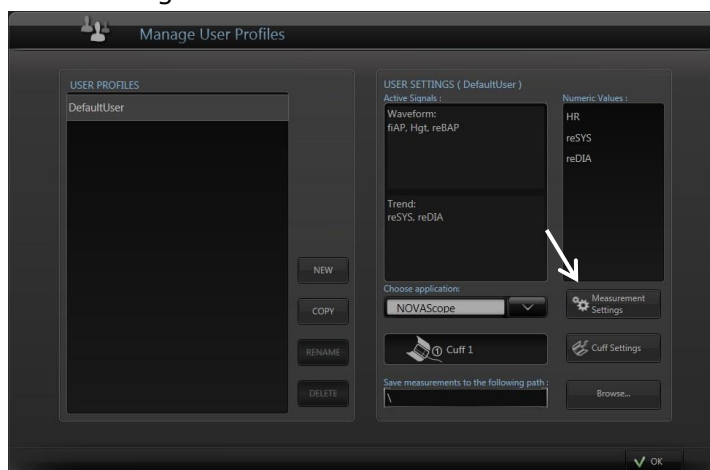 Manage User Profiles
USER PROFILES
DefaultUser
NEW
COPY
RENAME
DELETE
USER SETTINGS ( DefaultUser )
Active Signals :
Waveform:
fiAP, Hgt, reBAP
Trend:
reSYS, reDIA
Numeric Values :
HR
reSYS
reDIA
Choose application:
NOVAScope
Measurement
Settings
1 Cuff 1
Cuff Settings
Save measurements to the following path :
\
Browse...
OK